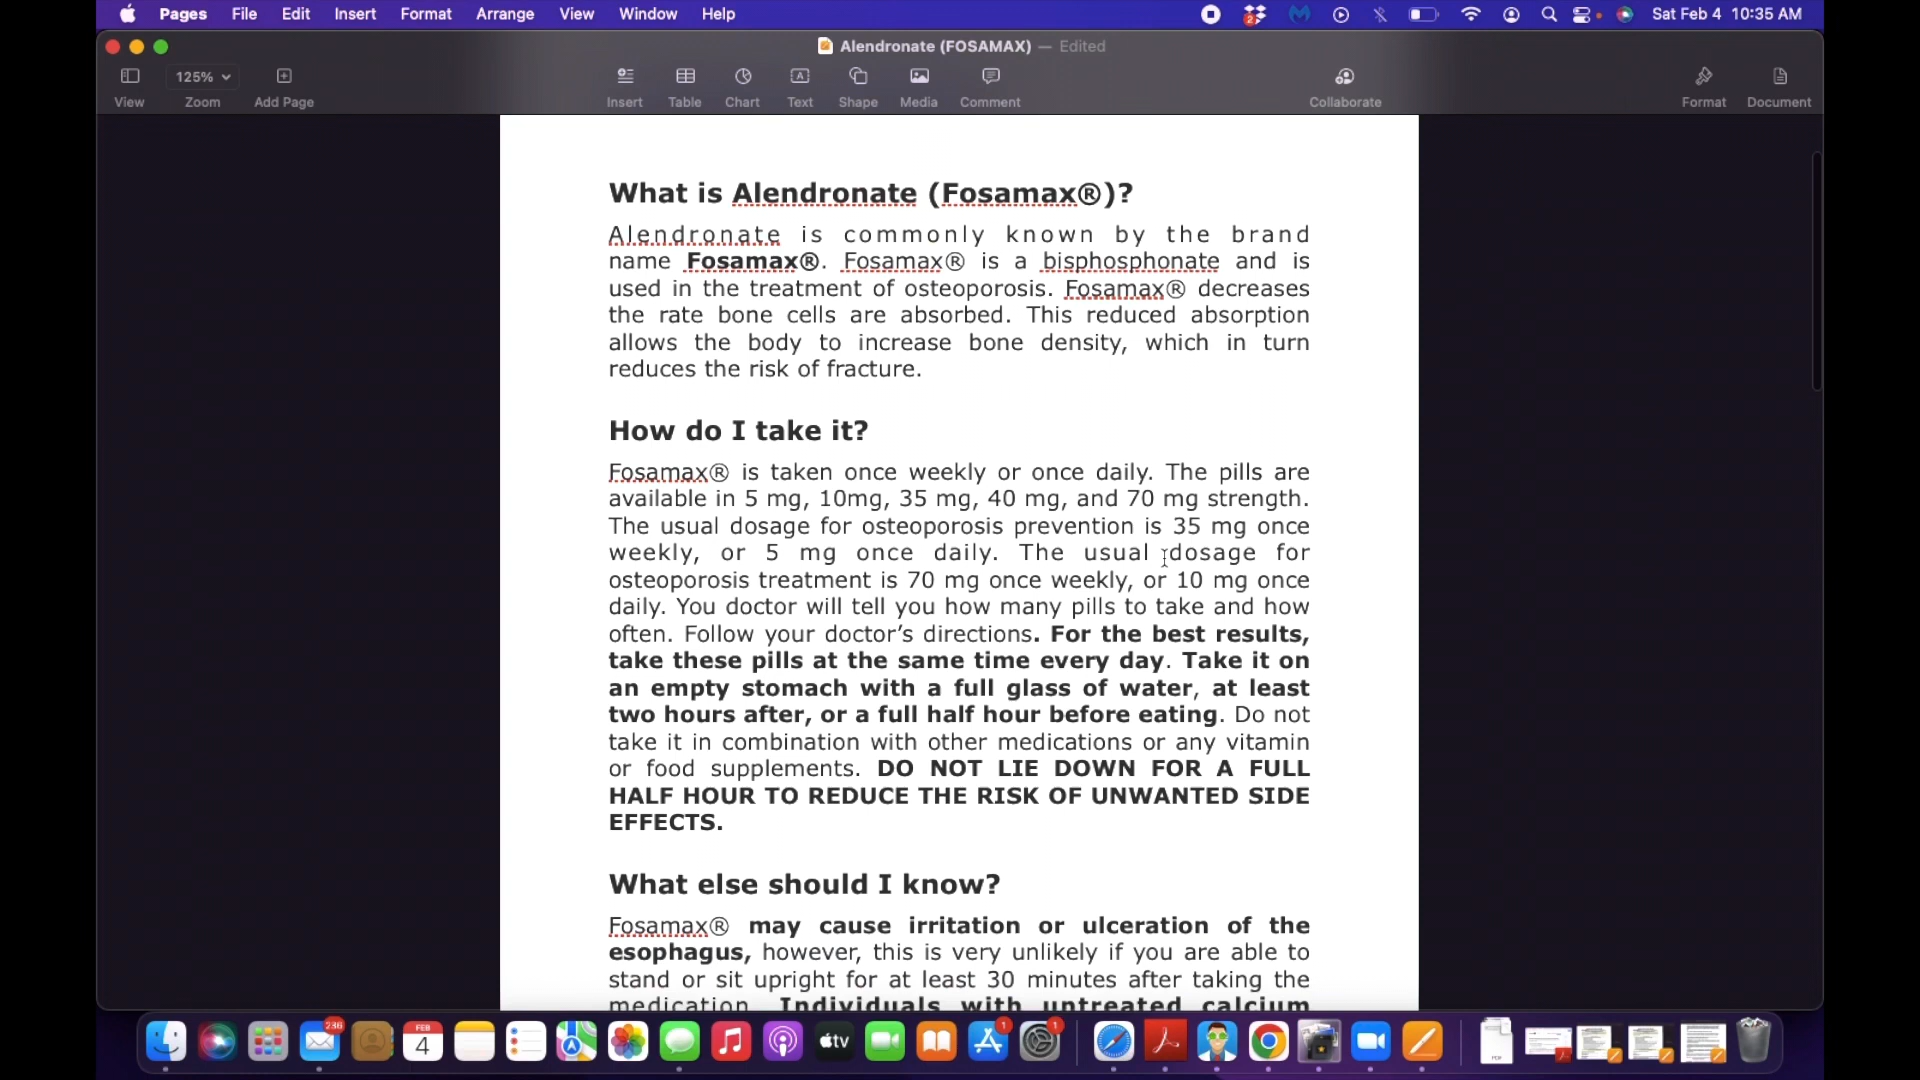 Pages File Edit Insert Format Arrange View Window Help
Sat Feb 4 10:35 AM
Alendronate (FOSAMAX) — Edited
125%
View Zoom Add Page Insert Table Chart Text Shape Media Comment Collaborate Format Document
What is Alendronate (Fosamax®)?
Alendronate is commonly known by the brand
name Fosamax®. Fosamax® is a bisphosphonate and is
used in the treatment of osteoporosis. Fosamax® decreases
the rate bone cells are absorbed. This reduced absorption
allows the body to increase bone density, which in turn
reduces the risk of fracture.
How do I take it?
Fosamax® is taken once weekly or once daily. The pills are
available in 5 mg, 10mg, 35 mg, 40 mg, and 70 mg strength.
The usual dosage for osteoporosis prevention is 35 mg once
weekly, or 5 mg once daily. The usual dosage for
osteoporosis treatment is 70 mg once weekly, or 10 mg once
daily. You doctor will tell you how many pills to take and how
often. Follow your doctor’s directions. For the best results,
take these pills at the same time every day. Take it on
an empty stomach with a full glass of water, at least
two hours after, or a full half hour before eating. Do not
take it in combination with other medications or any vitamin
or food supplements. DO NOT LIE DOWN FOR A FULL
HALF HOUR TO REDUCE THE RISK OF UNWANTED SIDE
EFFECTS.
What else should I know?
Fosamax® may cause irritation or ulceration of the
esophagus, however, this is very unlikely if you are able to
stand or sit upright for at least 30 minutes after taking the
medication. Individuals with untreated calcium
236
FEB
4
tv
1
1
PDF